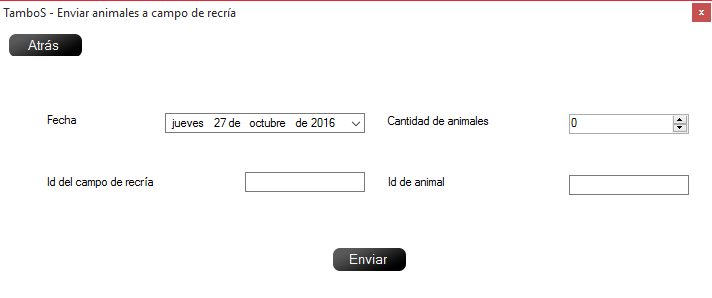 TamboS - Enviar animales a campo de recría
x
Atrás
Fecha
jueves 27 de octubre de 2016
Cantidad de animales
0
Id del campo de recría
Id de animal
Enviar